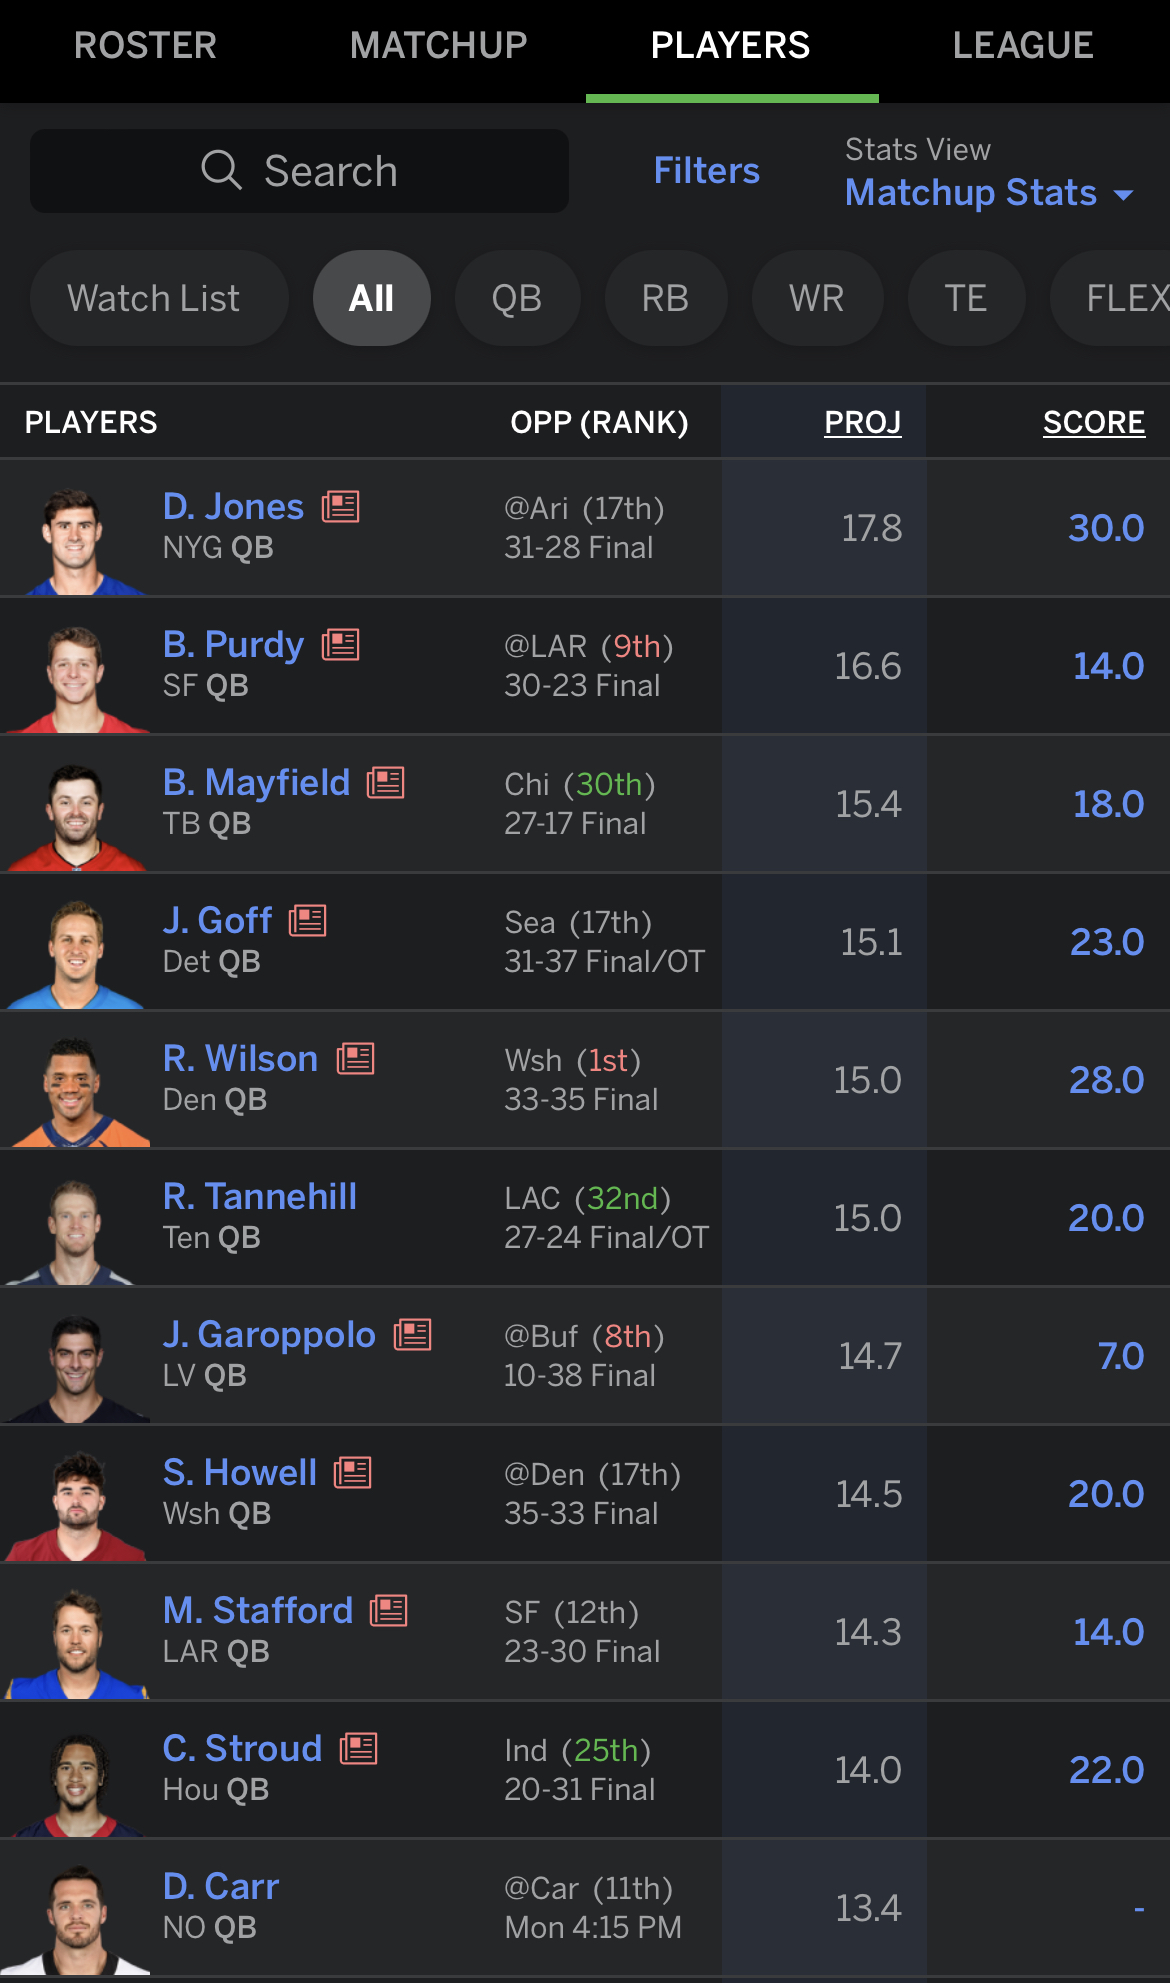 ROSTER MATCHUP PLAYERS LEAGUE
Search Filters Stats View
Matchup Stats
Watch List All QB RB WR TE FLEX
PLAYERS OPP (RANK) PROJ SCORE
D. Jones @Ari (17th) 17.8 30.0
NYG QB 31-28 Final
B. Purdy @LAR (9th) 16.6 14.0
SF QB 30-23 Final
B. Mayfield Chi (30th) 15.4 18.0
TB QB 27-17 Final
J. Goff Sea (17th) 15.1 23.0
Det QB 31-37 Final/OT
R. Wilson Wsh (1st) 15.0 28.0
Den QB 33-35 Final
R. Tannehill LAC (32nd) 15.0 20.0
Ten QB 27-24 Final/OT
J. Garoppolo @Buf (8th) 14.7 7.0
LV QB 10-38 Final
S. Howell @Den (17th) 14.5 20.0
Wsh QB 35-33 Final
M. Stafford SF (12th) 14.3 14.0
LAR QB 23-30 Final
C. Stroud Ind (25th) 14.0 22.0
Hou QB 20-31 Final
D. Carr @Car (11th) 13.4 -
NO QB Mon 4:15 PM